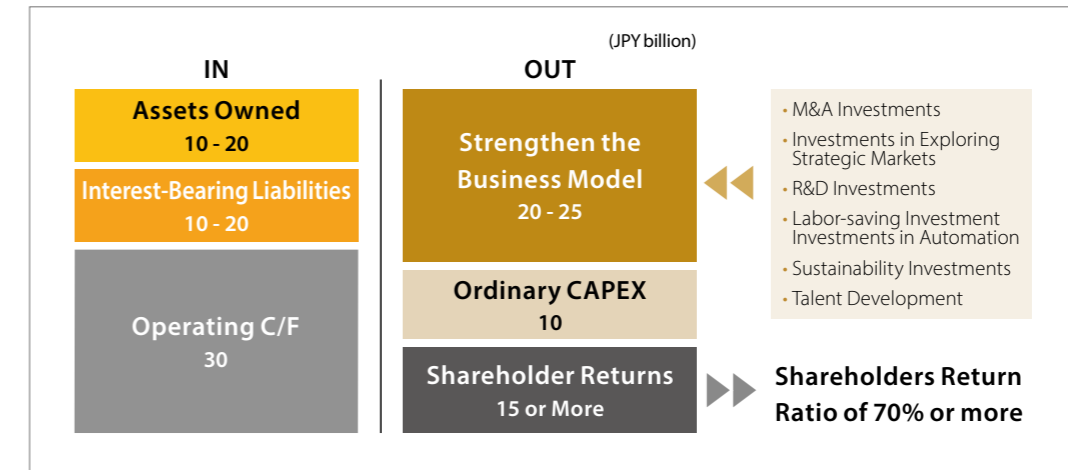 (JPY billion)
IN
OUT
Assets Owned
10 - 20
Interest-Bearing Liabilities
10 - 20
Operating C/F
30
Strengthen the
Business Model
20 - 25
Ordinary CAPEX
10
Shareholder Returns
15 or More
• M&A Investments
• Investments in Exploring
Strategic Markets
• R&D Investments
• Labor-saving Investment
Investments in Automation
• Sustainability Investments
• Talent Development
Shareholders Return
Ratio of 70% or more